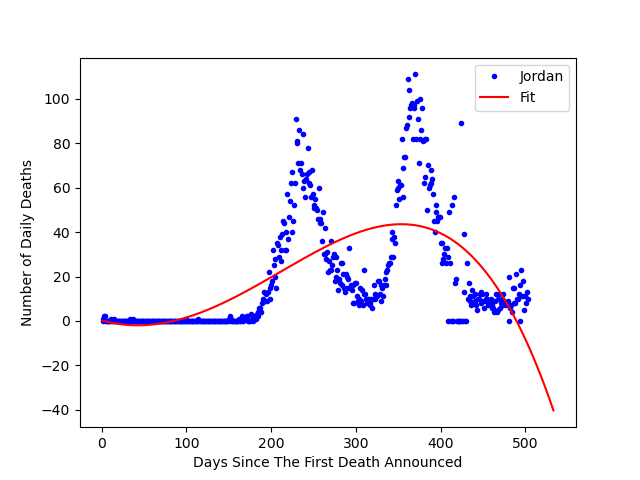 Jordan
Fit
100
80
60
40
20
0
−20
−40
Number of Daily Deaths
0 100 200 300 400 500
Days Since The First Death Announced